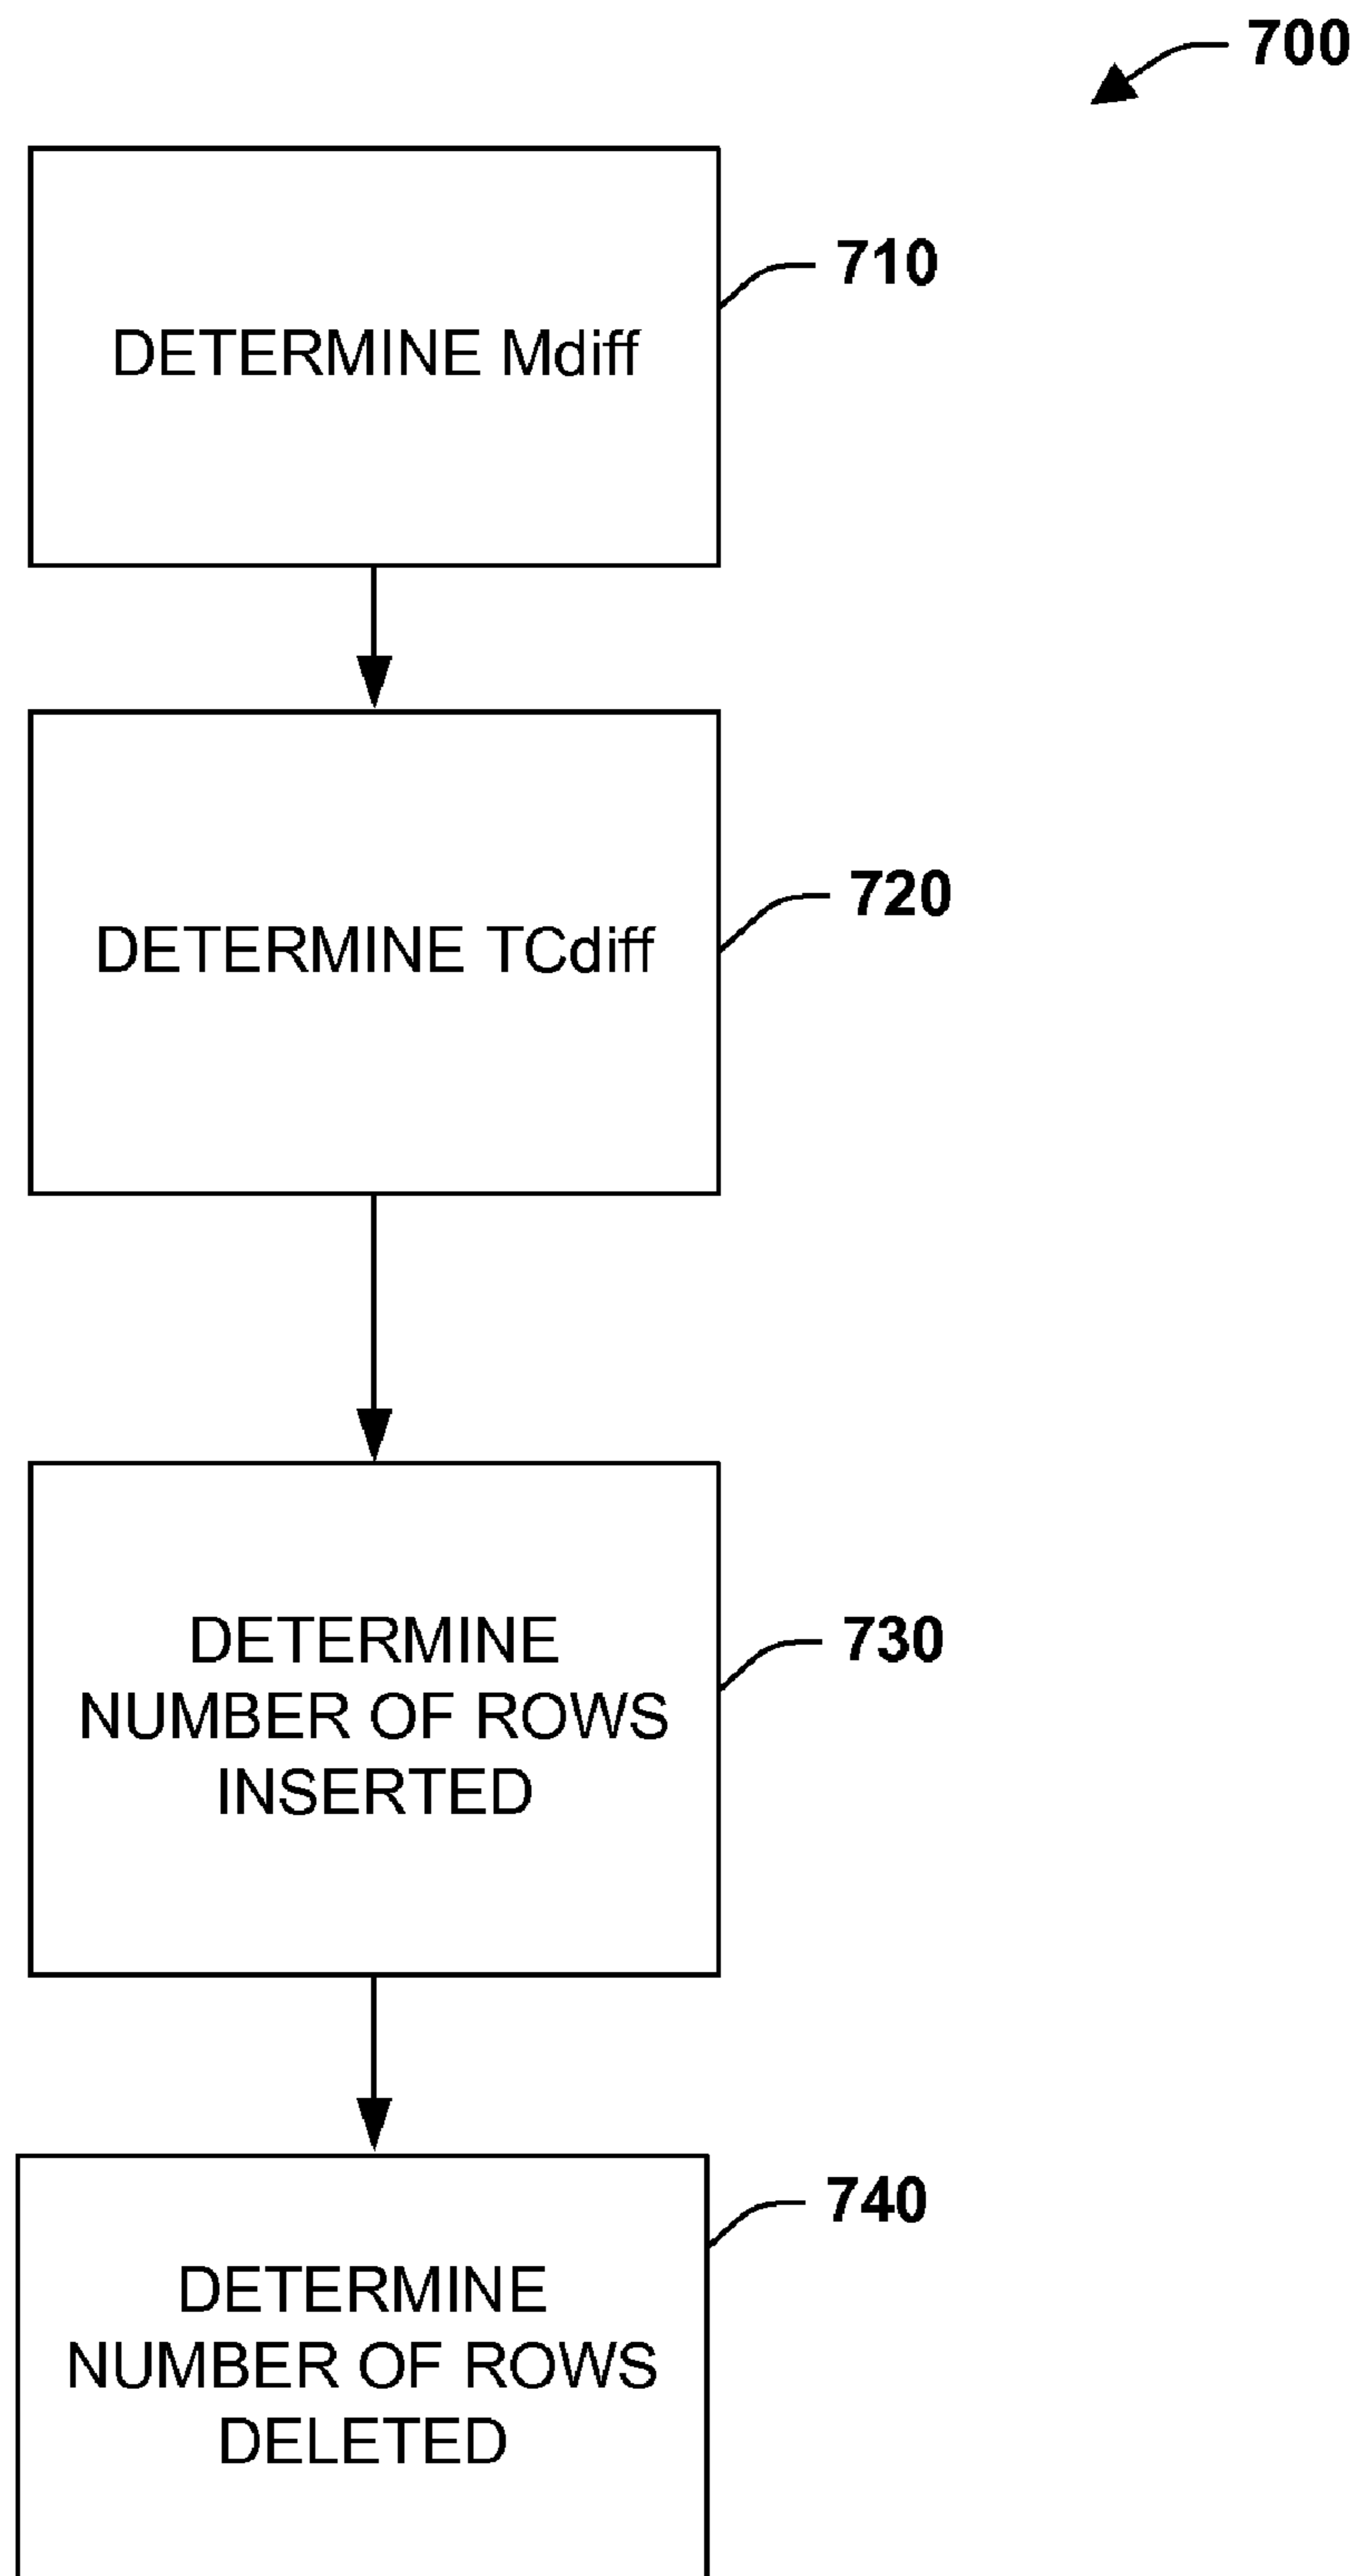 700
710
DETERMINE Mdiff
720
DETERMINE TCdiff
730
DETERMINE
NUMBER OF ROWS
INSERTED
740
DETERMINE
NUMBER OF ROWS
DELETED